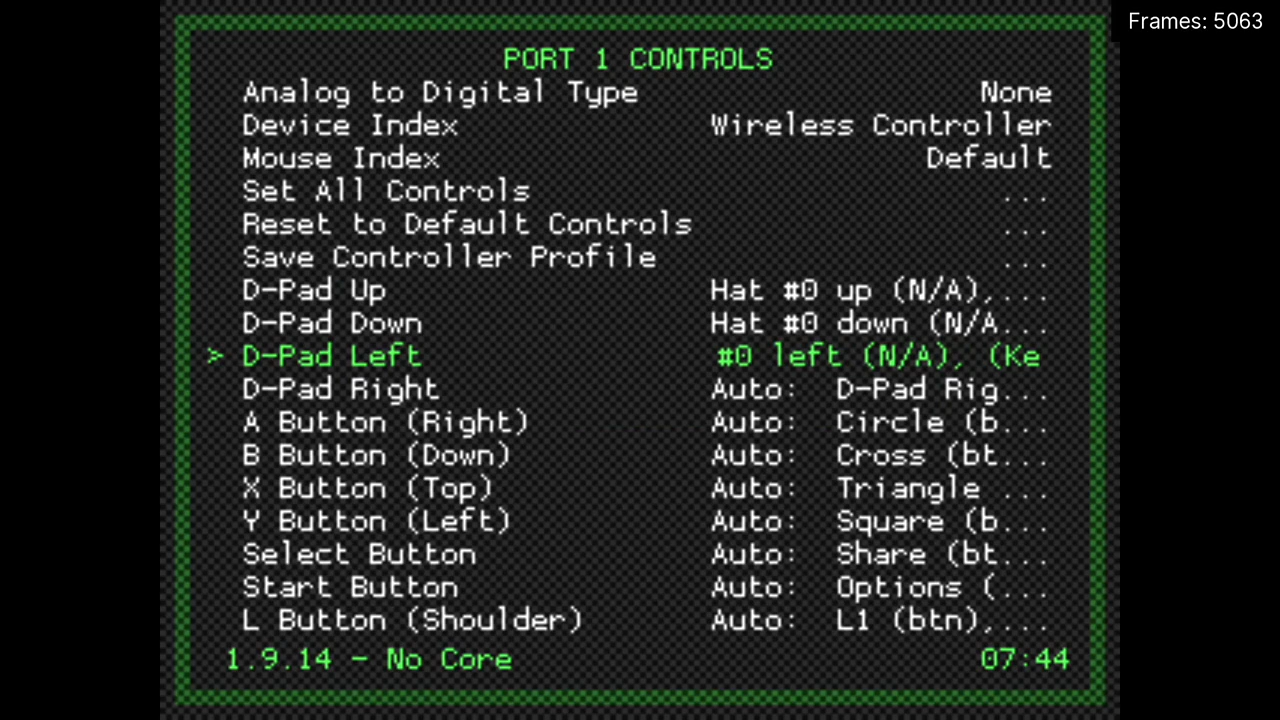 Frames: 5063
PORT 1 CONTROLS
Analog to Digital Type None
Device Index Wireless Controller
Mouse Index Default
Set All Controls ...
Reset to Default Controls ...
Save Controller Profile ...
D-Pad Up Hat #0 up (N/A),...
D-Pad Down Hat #0 down (N/A...
> D-Pad Left #0 left (N/A), (Ke
D-Pad Right Auto: D-Pad Rig...
A Button (Right) Auto: Circle (b...
B Button (Down) Auto: Cross (bt...
X Button (Top) Auto: Triangle ...
Y Button (Left) Auto: Square (b...
Select Button Auto: Share (bt...
Start Button Auto: Options (...
L Button (Shoulder) Auto: L1 (btn),...
1.9.14 - No Core 07:44